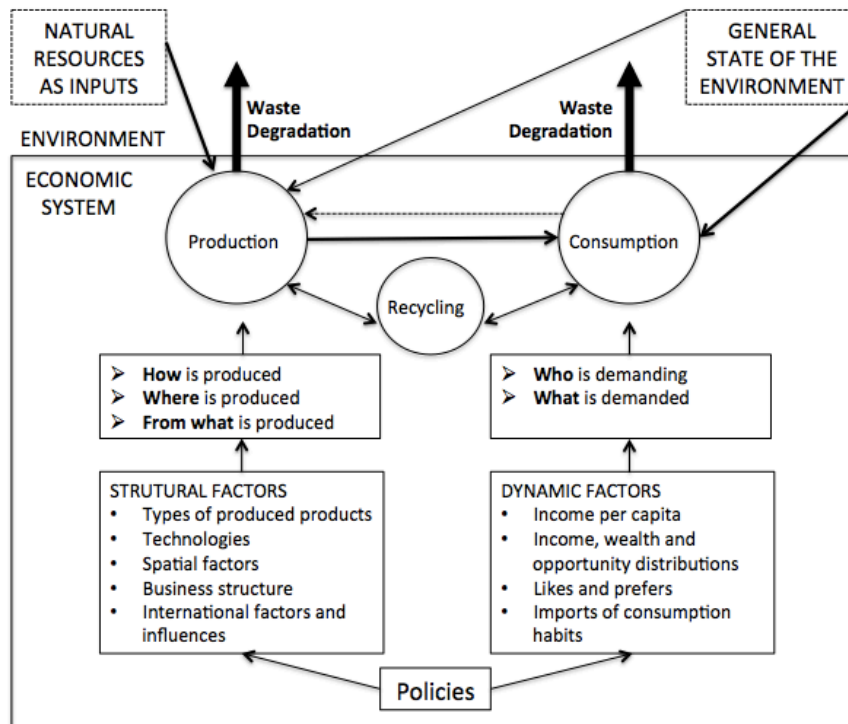 NATURAL
RESOURCES
AS INPUTS
GENERAL
STATE OF THE
ENVIRONMENT
Waste
Degradation
Waste
Degradation
ENVIRONMENT
ECONOMIC
SYSTEM
Production
Consumption
Recycling
➢ How is produced
➢ Where is produced
➢ From what is produced
➢ Who is demanding
➢ What is demanded
STRUTURAL FACTORS
• Types of produced products
• Technologies
• Spatial factors
• Business structure
• International factors and
influences
DYNAMIC FACTORS
• Income per capita
• Income, wealth and
opportunity distributions
• Likes and prefers
• Imports of consumption
habits
Policies